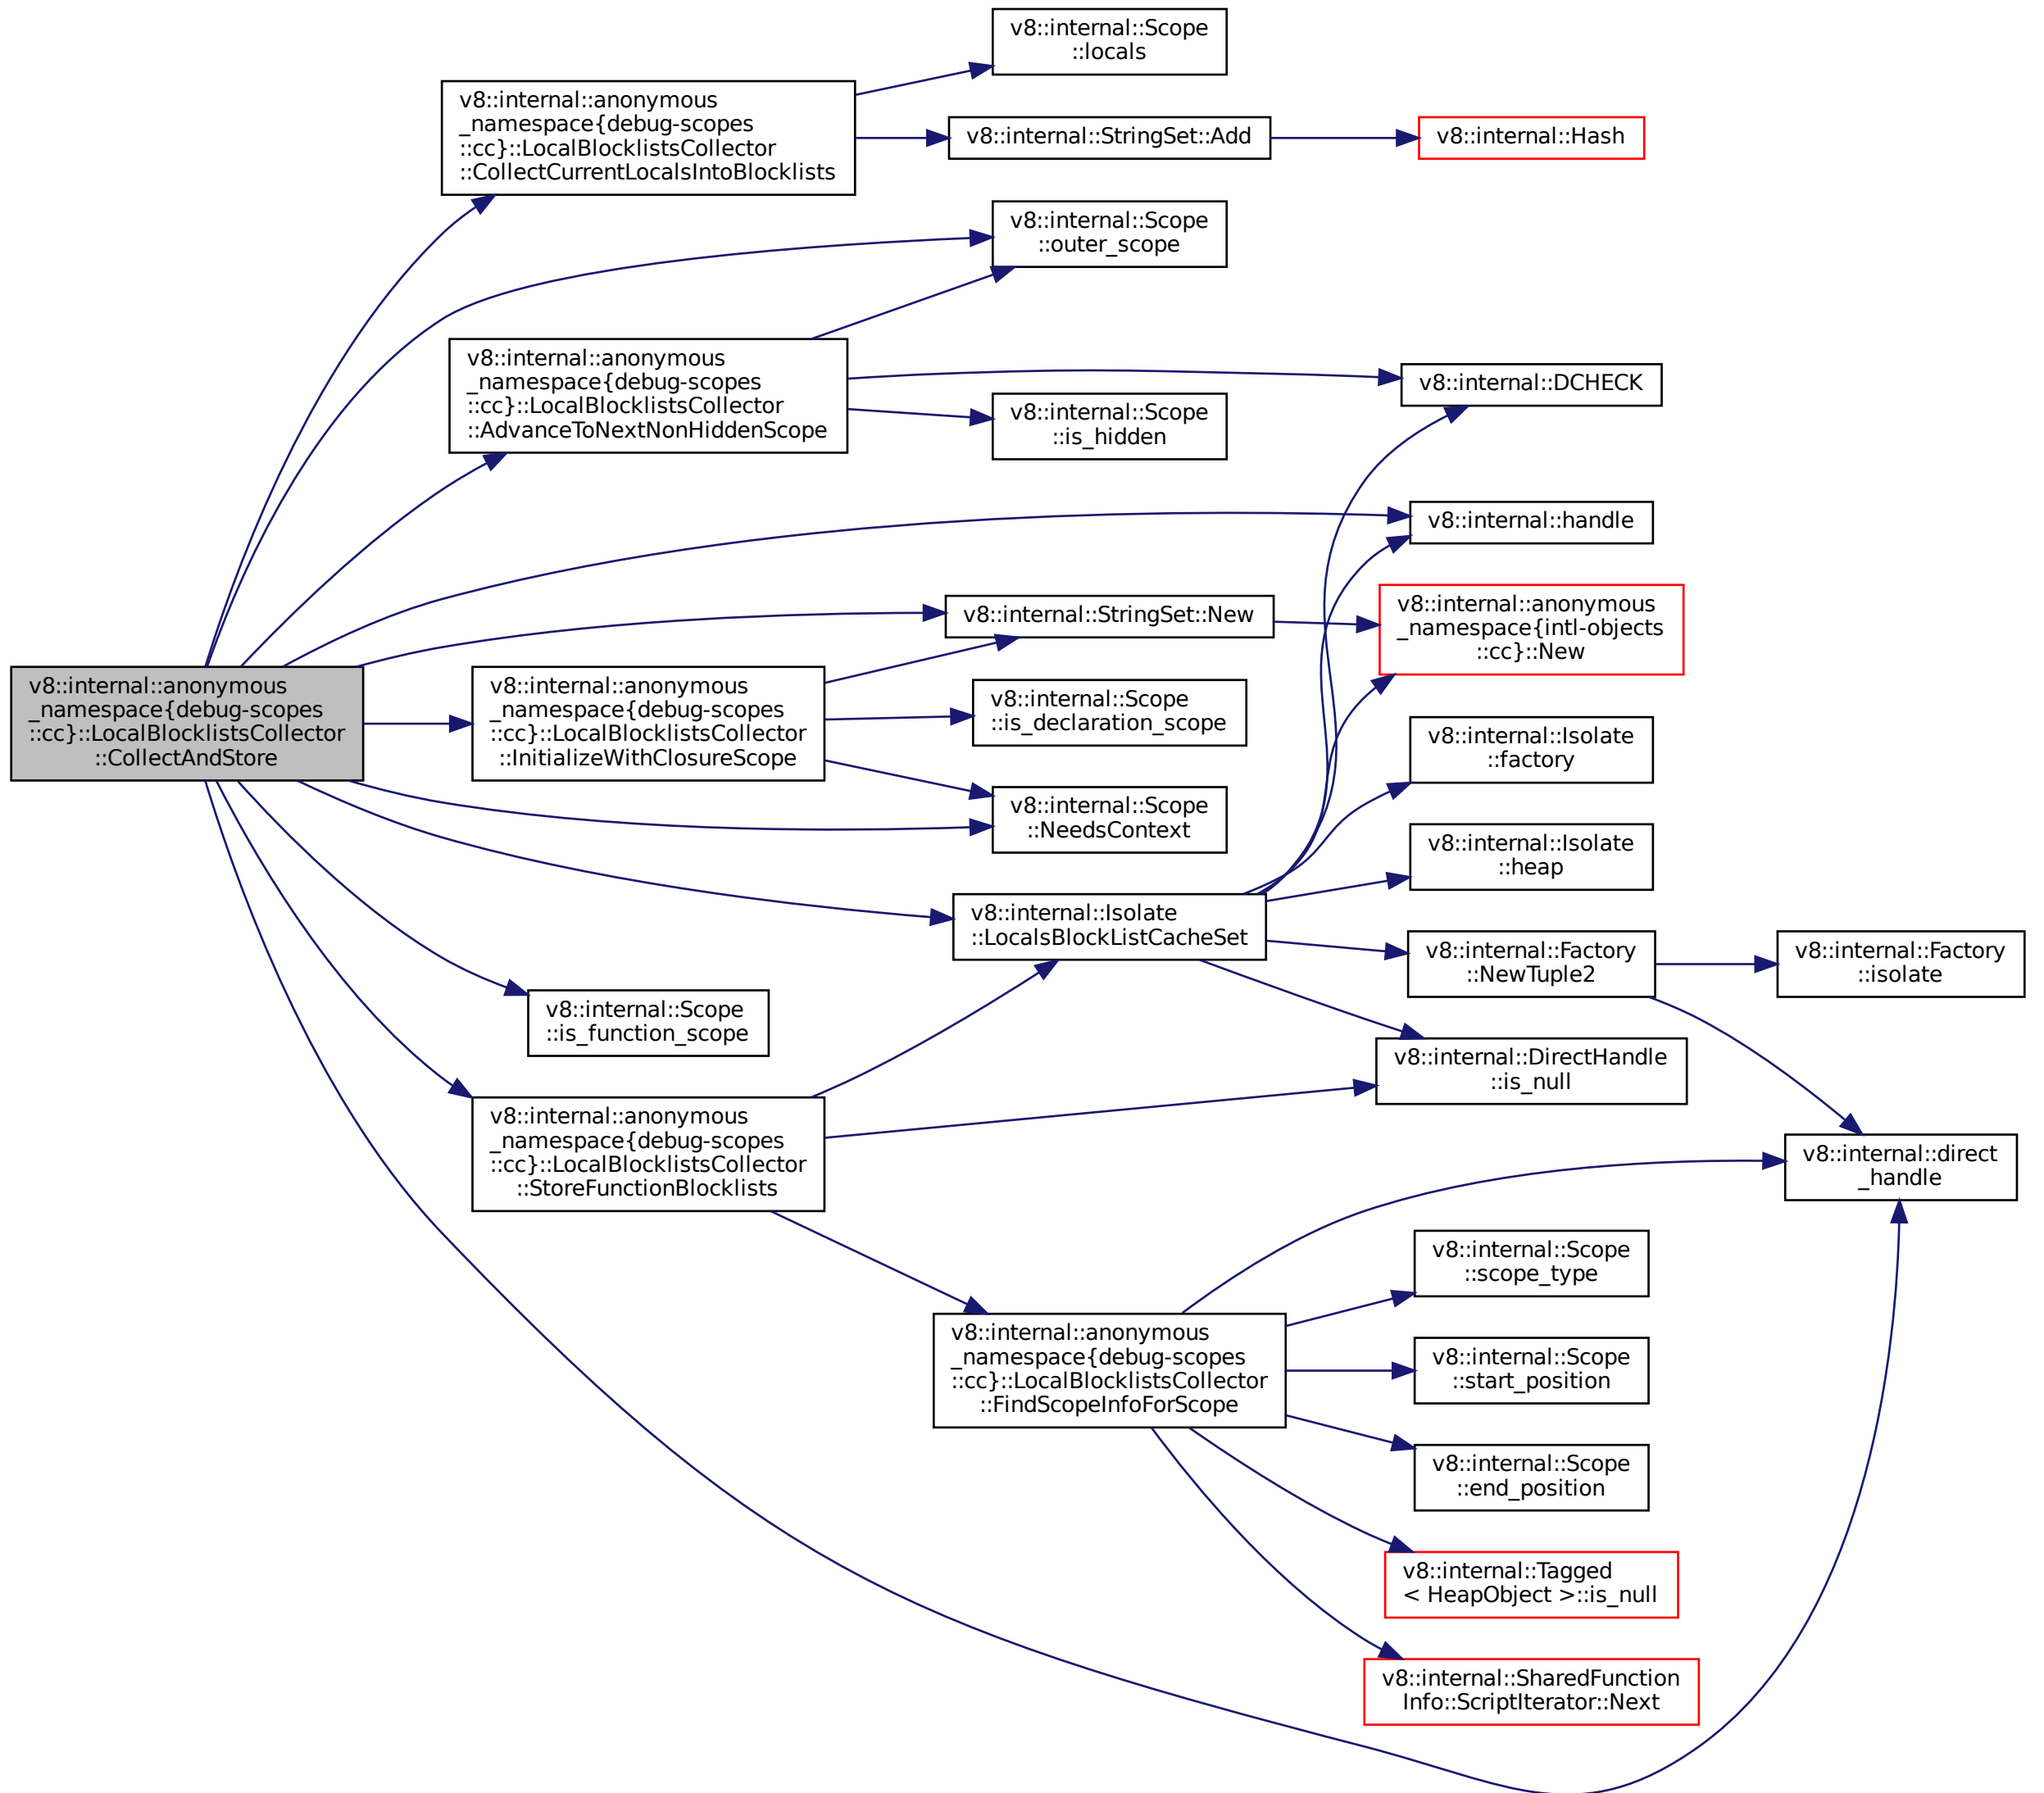 v8::internal::Scope
::locals
v8::internal::anonymous
_namespace{debug-scopes
::cc}::LocalBlocklistsCollector
::CollectCurrentLocalsIntoBlocklists
v8::internal::StringSet::Add
v8::internal::Hash
v8::internal::Scope
::outer_scope
v8::internal::anonymous
_namespace{debug-scopes
::cc}::LocalBlocklistsCollector
::AdvanceToNextNonHiddenScope
v8::internal::DCHECK
v8::internal::Scope
::is_hidden
v8::internal::handle
v8::internal::StringSet::New
v8::internal::anonymous
_namespace{intl-objects
::cc}::New
v8::internal::anonymous
_namespace{debug-scopes
::cc}::LocalBlocklistsCollector
::CollectAndStore
v8::internal::anonymous
_namespace{debug-scopes
::cc}::LocalBlocklistsCollector
::InitializeWithClosureScope
v8::internal::Scope
::is_declaration_scope
v8::internal::Isolate
::factory
v8::internal::Scope
::NeedsContext
v8::internal::Isolate
::heap
v8::internal::Isolate
::LocalsBlockListCacheSet
v8::internal::Factory
::NewTuple2
v8::internal::Factory
::isolate
v8::internal::Scope
::is_function_scope
v8::internal::DirectHandle
::is_null
v8::internal::anonymous
_namespace{debug-scopes
::cc}::LocalBlocklistsCollector
::StoreFunctionBlocklists
v8::internal::direct
_handle
v8::internal::Scope
::scope_type
v8::internal::anonymous
_namespace{debug-scopes
::cc}::LocalBlocklistsCollector
::FindScopeInfoForScope
v8::internal::Scope
::start_position
v8::internal::Scope
::end_position
v8::internal::Tagged
< HeapObject >::is_null
v8::internal::SharedFunction
Info::ScriptIterator::Next